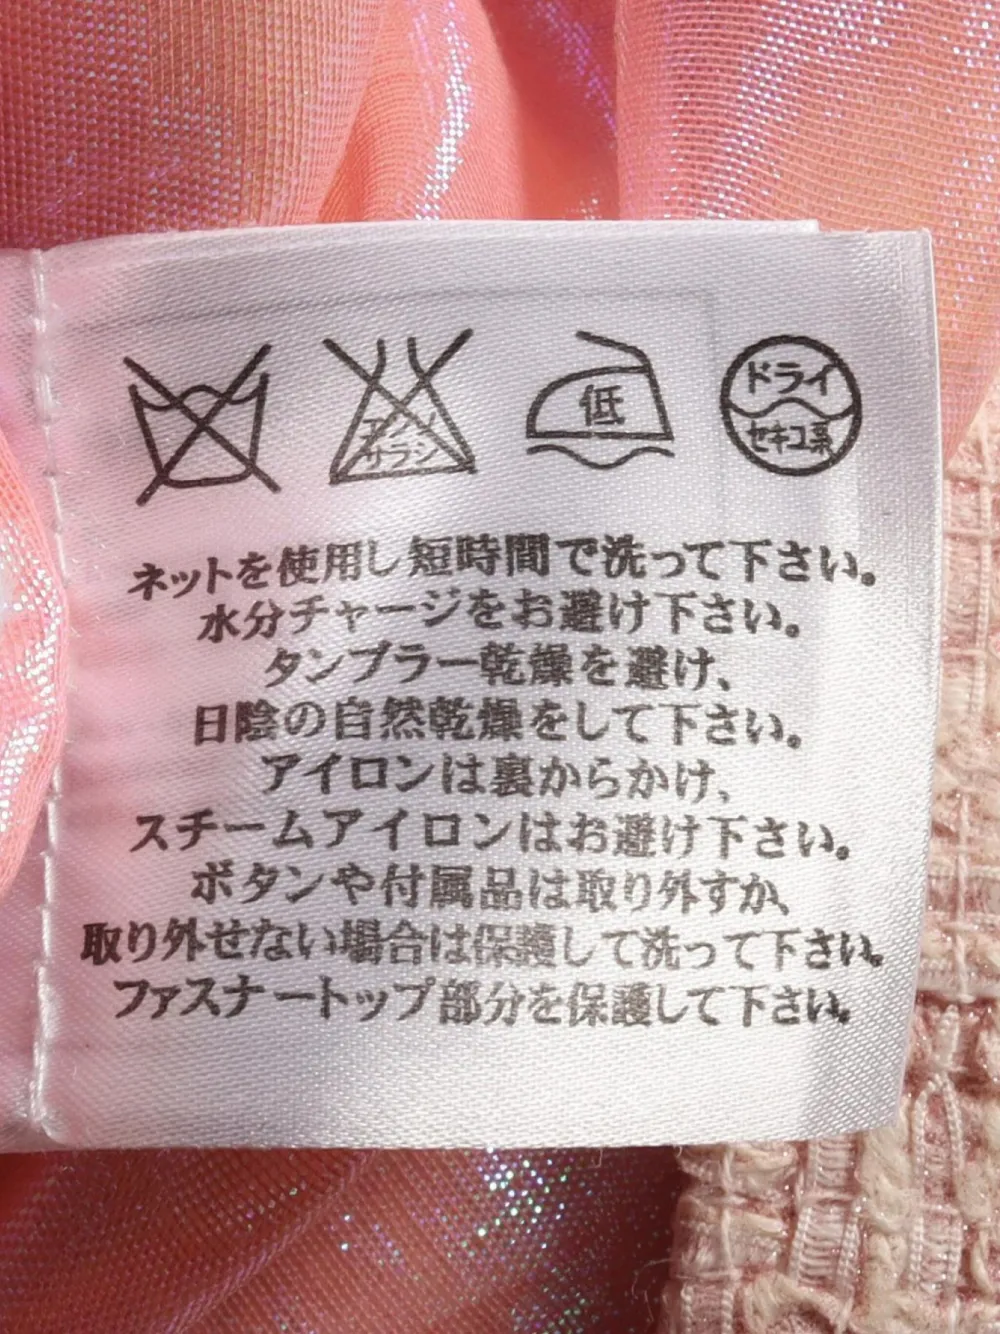 エンソ
サラシ
低
ドライ
セキユ系
ネットを使用し短時間で洗って下さい。
水分チャージをお避け下さい。
タンブラー乾燥を避け、
日陰の自然乾燥をして下さい。
アイロンは裏からかけ、
スチームアイロンはお避け下さい。
ボタンや付属品は取り外すか、
取り外せない場合は保護して洗って下さい。
ファスナートップ部分を保護して下さい。